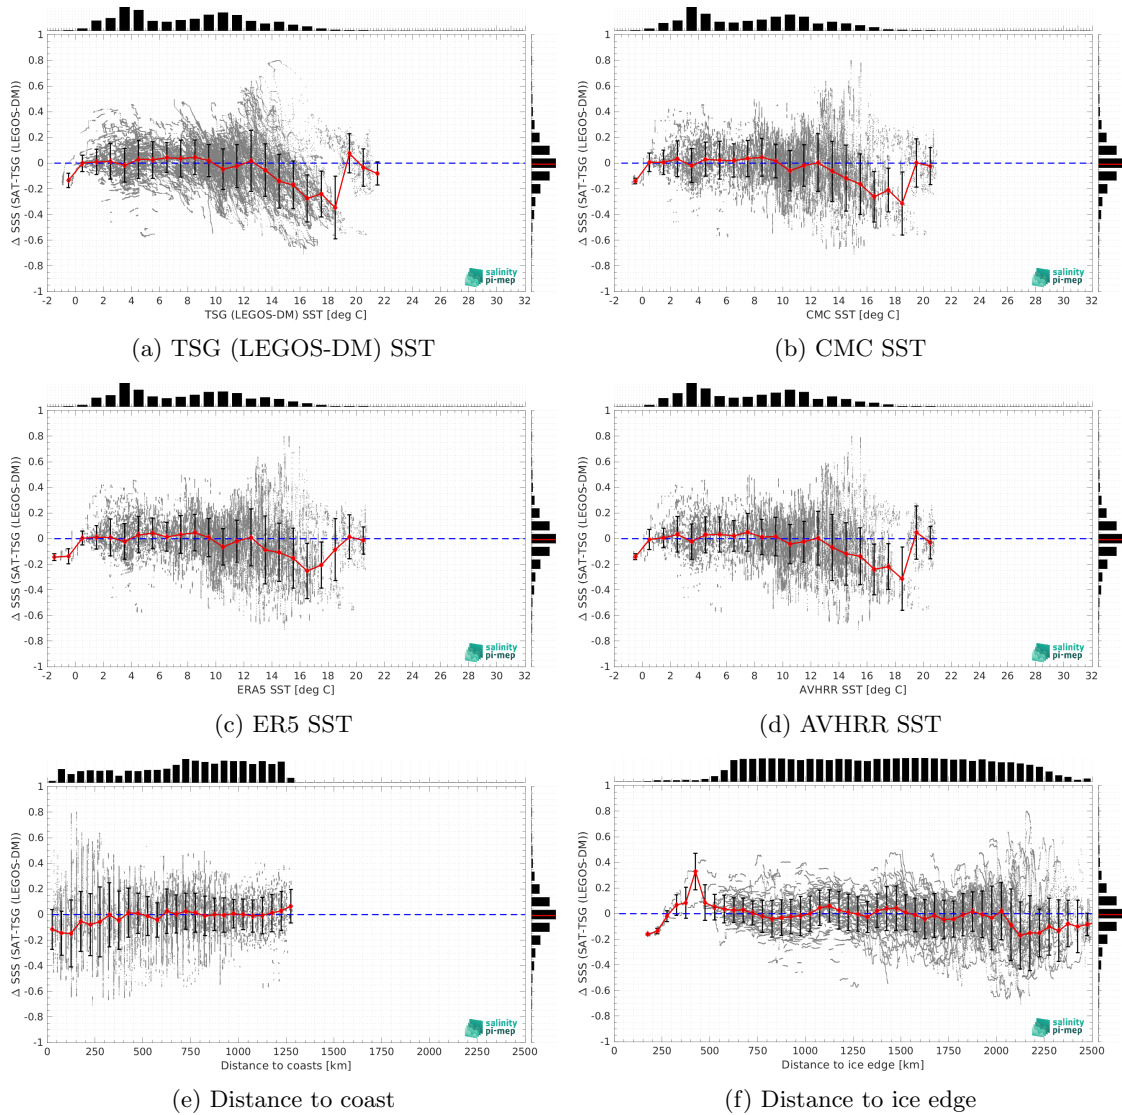 1
0.8
0.6
0.4
0.2
0
-0.2
-0.4
-0.6
-0.8
-1
Δ SSS (SAT-TSG (LEGOS-DM))
salinity
pi-mep
-2 0 2 4 6 8 10 12 14 16 18 20 22 24 26 28 30 32
TSG (LEGOS-DM) SST [deg C]
(a) TSG (LEGOS-DM) SST
1
0.8
0.6
0.4
0.2
0
-0.2
-0.4
-0.6
-0.8
-1
Δ SSS (SAT-TSG (LEGOS-DM))
salinity
pi-mep
-2 0 2 4 6 8 10 12 14 16 18 20 22 24 26 28 30 32
CMC SST [deg C]
(b) CMC SST
1
0.8
0.6
0.4
0.2
0
-0.2
-0.4
-0.6
-0.8
-1
Δ SSS (SAT-TSG (LEGOS-DM))
salinity
pi-mep
-2 0 2 4 6 8 10 12 14 16 18 20 22 24 26 28 30 32
ERA5 SST [deg C]
(c) ER5 SST
1
0.8
0.6
0.4
0.2
0
-0.2
-0.4
-0.6
-0.8
-1
Δ SSS (SAT-TSG (LEGOS-DM))
salinity
pi-mep
-2 0 2 4 6 8 10 12 14 16 18 20 22 24 26 28 30 32
AVHRR SST [deg C]
(d) AVHRR SST
1
0.8
0.6
0.4
0.2
0
-0.2
-0.4
-0.6
-0.8
-1
Δ SSS (SAT-TSG (LEGOS-DM))
salinity
pi-mep
0 250 500 750 1000 1250 1500 1750 2000 2250 2500
Distance to coasts [km]
(e) Distance to coast
1
0.8
0.6
0.4
0.2
0
-0.2
-0.4
-0.6
-0.8
-1
Δ SSS (SAT-TSG (LEGOS-DM))
salinity
pi-mep
0 250 500 750 1000 1250 1500 1750 2000 2250 2500
Distance to ice edge [km]
(f) Distance to ice edge